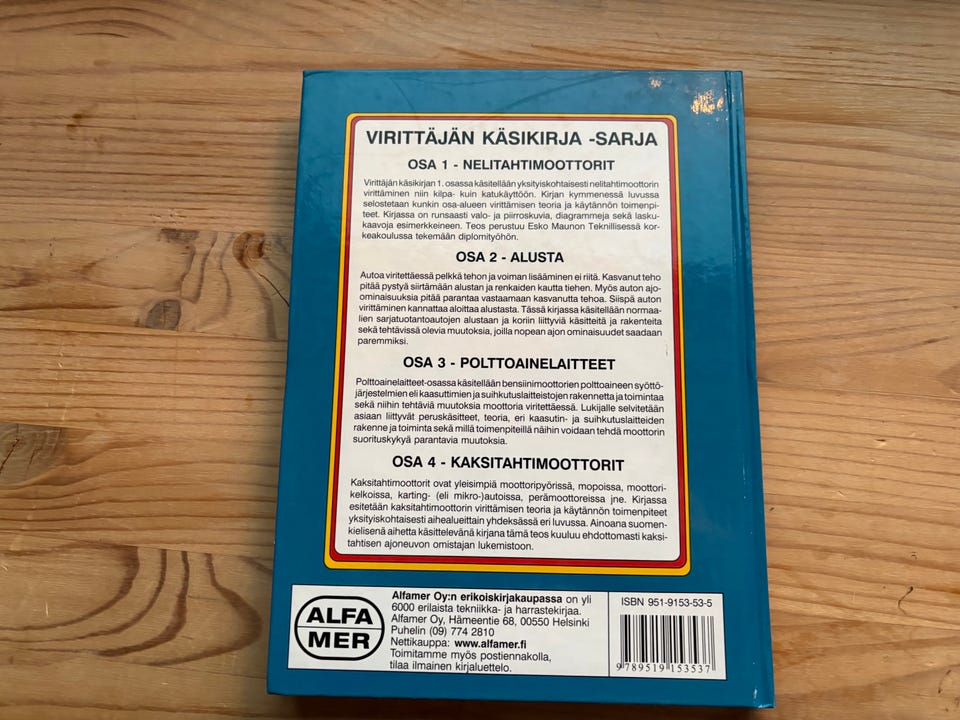 VIRITTÄJÄN KÄSIKIRJA -SARJA
OSA 1 - NELITAHTIMOOTTORIT
Virittäjän käsikirjan 1. osassa käsitellään yksityiskohtaisesti nelitahtimoottorin
virittäminen niin kilpa- kuin katukäyttöön. Kirjan kymmenessä luvussa
selostetaan kunkin osa-alueen virittämisen teoria ja käytännön toimenpi-
teet. Kirjassa on runsaasti valo- ja piirroskuvia, diagrammeja sekä lasku-
kaavoja esimerkkeineen. Teos perustuu Esko Maunon Teknillisessä kor-
keakoulussa tekemään diplomityöhön.
OSA 2 - ALUSTA
Autoa viritettäessä pelkkä tehon ja voiman lisääminen ei riitä. Kasvanut teho
pitää pystyä siirtämään alustan ja renkaiden kautta tiehen. Myös auton ajo-
ominaisuuksia pitää parantaa vastaamaan kasvanutta tehoa. Siispä auton
virittäminen kannattaa aloittaa alustasta. Tässä kirjassa käsitellään normaa-
lien sarjatuotantoautojen alustaan ja koriin liittyviä käsitteitä ja rakenteita
sekä tehtävissä olevia muutoksia, joilla nopean ajon ominaisuudet saadaan
paremmiksi.
OSA 3 - POLTTOAINELAITTEET
Polttoainelaitteet-osassa käsitellään bensiinimoottorien polttoaineen syöttö-
järjestelmien eli kaasuttimien ja suihkutuslaitteistojen rakennetta ja toimintaa
sekä niihin tehtäviä muutoksia moottoria viritettäessä. Lukijalle selvitetään
asiaan liittyvät peruskäsitteet, teoria, eri kaasutin- ja suihkutuslaitteiden
rakenne ja toiminta sekä millä toimenpiteillä näihin voidaan tehdä moottorin
suorituskykyä parantavia muutoksia.
OSA 4 - KAKSITAHTIMOOTTORIT
Kaksitahtimoottorit ovat yleisimpiä moottoripyörissä, mopoissa, moottori-
kelkoissa, karting- (eli mikro-)autoissa, perämoottoreissa jne. Kirjassa
esitetään kaksitahtimoottorin virittämisen teoria ja käytännön toimenpiteet
yksityiskohtaisesti aihealueittain yhdeksässä eri luvussa. Ainoana suomen-
kielisenä aihetta käsittelevänä kirjana tämä teos kuuluu ehdottomasti kaksi-
tahtisen ajoneuvon omistajan lukemistoon.
ALFA
MER
Alfamer Oy:n erikoiskirjakaupassa on yli
6000 erilaista tekniikka- ja harrastekirjaa.
Alfamer Oy, Hämeentie 68, 00550 Helsinki
Puhelin (09) 774 2810
Nettikauppa: www.alfamer.fi
Toimitamme myös postiennakolla,
tilaa ilmainen kirjaluettelo.
ISBN 951-9153-53-5
9 789519 153537